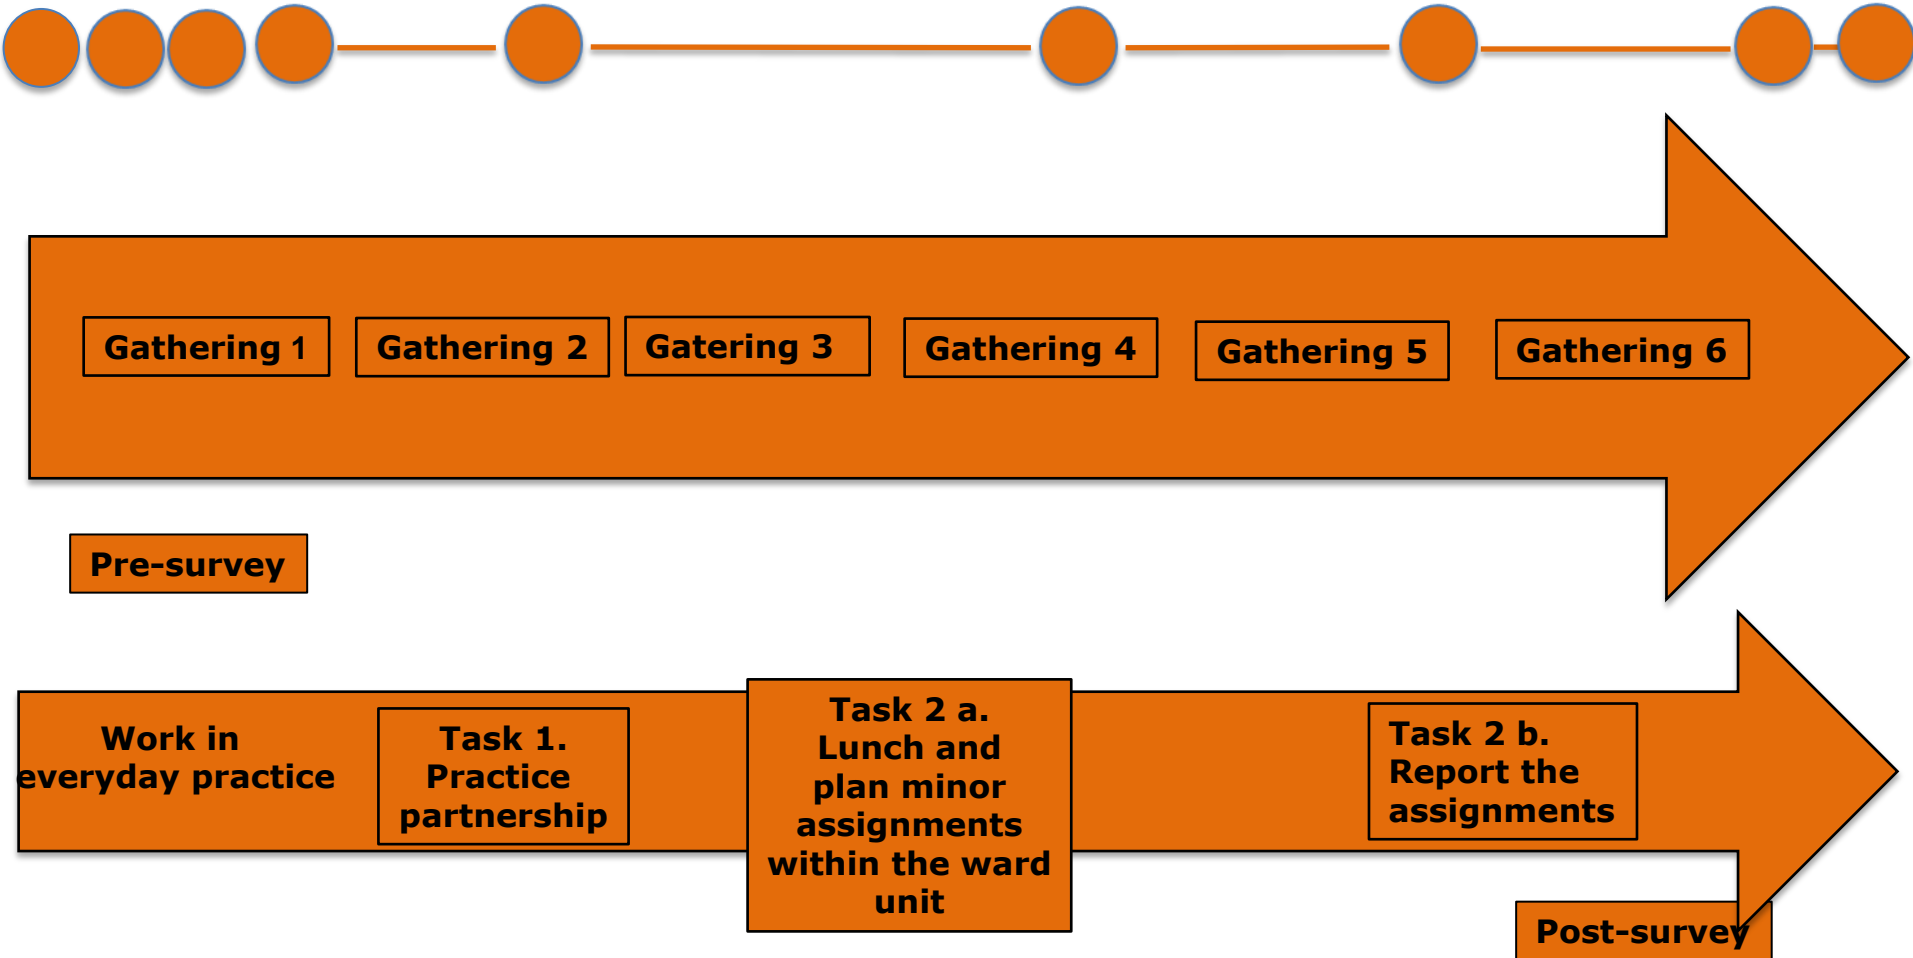 Gathering 1
Gathering 2
Gatering 3
Gathering 4
Gathering 5
Gathering 6
Pre-survey
Work in
everyday practice
Task 1.
Practice
partnership
Task 2 a.
Lunch and
plan minor
assignments
within the ward
unit
Task 2 b.
Report the
assignments
Post-survey